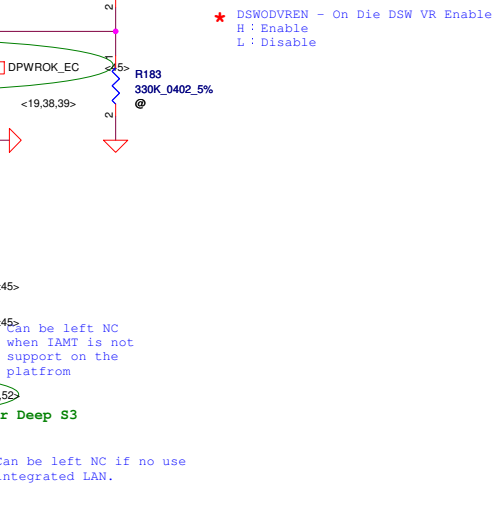 2
* DSWODVREN - On Die DSW VR Enable
H : Enable
L : Disable
1
DPWROK_EC
<45>
R183
330K_0402_5%
@
<19,38,39>
2
45>
45>
Can be left NC
when IAMT is not
support on the
platfrom
,52>
r Deep S3
Can be left NC if no use
integrated LAN.